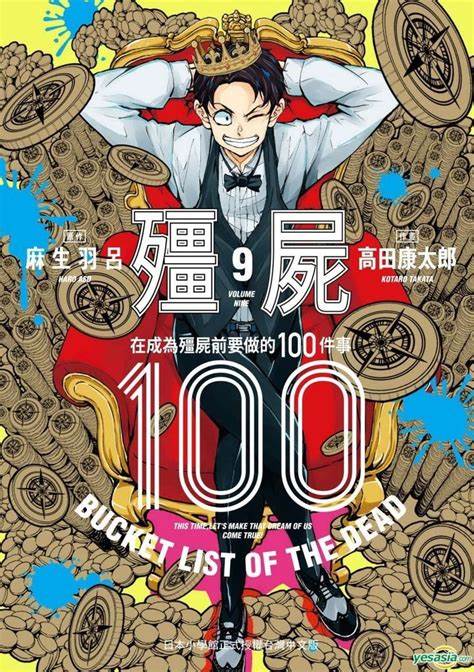 原作
麻生羽呂
HARO ASO
殭屍
9
VOLUME
NINE
作畫
高田康太郎
KOTARO TAKATA
在成為殭屍前要做的100件事
100
THIS TIME, LET'S MAKE THAT DREAM OF US
COME TRUE!
BUCKET LIST OF THE DEAD
日本小學館正式授權台灣中文版
yesasia.com